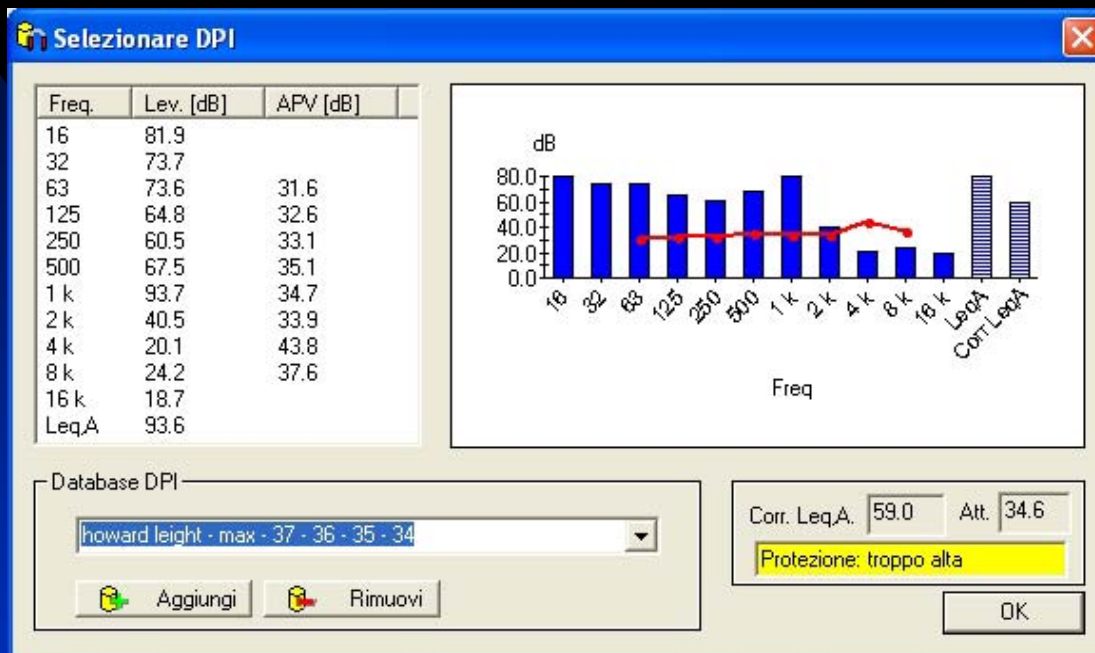 Selezionare DPI
Freq. Lev. [dB] APV [dB]
16 81.9
32 73.7
63 73.6 31.6
125 64.8 32.6
250 60.5 33.1
500 67.5 35.1
1 k 93.7 34.7
2 k 40.5 33.9
4 k 20.1 43.8
8 k 24.2 37.6
16 k 18.7
Leq,A 93.6
dB
80.0
60.0
40.0
20.0
0.0
16 32 63 125 250 500 1 k 2 k 4 k 8 k 16 k LeqA Corr LeqA
Freq
Database DPI
howard leight - max - 37 - 36 - 35 - 34
Aggiungi Rimuovi
Corr. Leq,A. 59.0 Att. 34.6
Protezione: troppo alta
OK